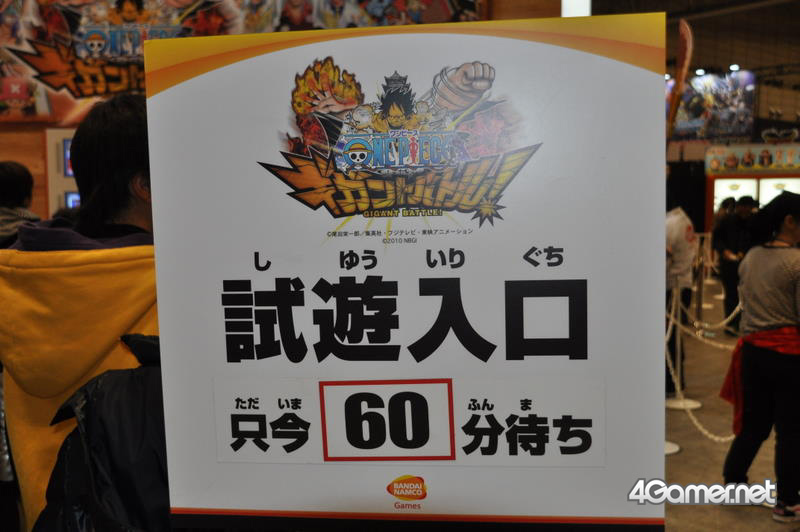 ONE PIECE
ワンピース
ONE PIECE
ギガントバトル!
GIGANT BATTLE!
©尾田栄一郎/集英社・フジテレビ・東映アニメーション
©2010 NBGI
し ゆう いり ぐち
試遊入口
ただ いま ふん ま
只今 60 分待ち
BANDAI
NAMCO
Games
4Gamer.net